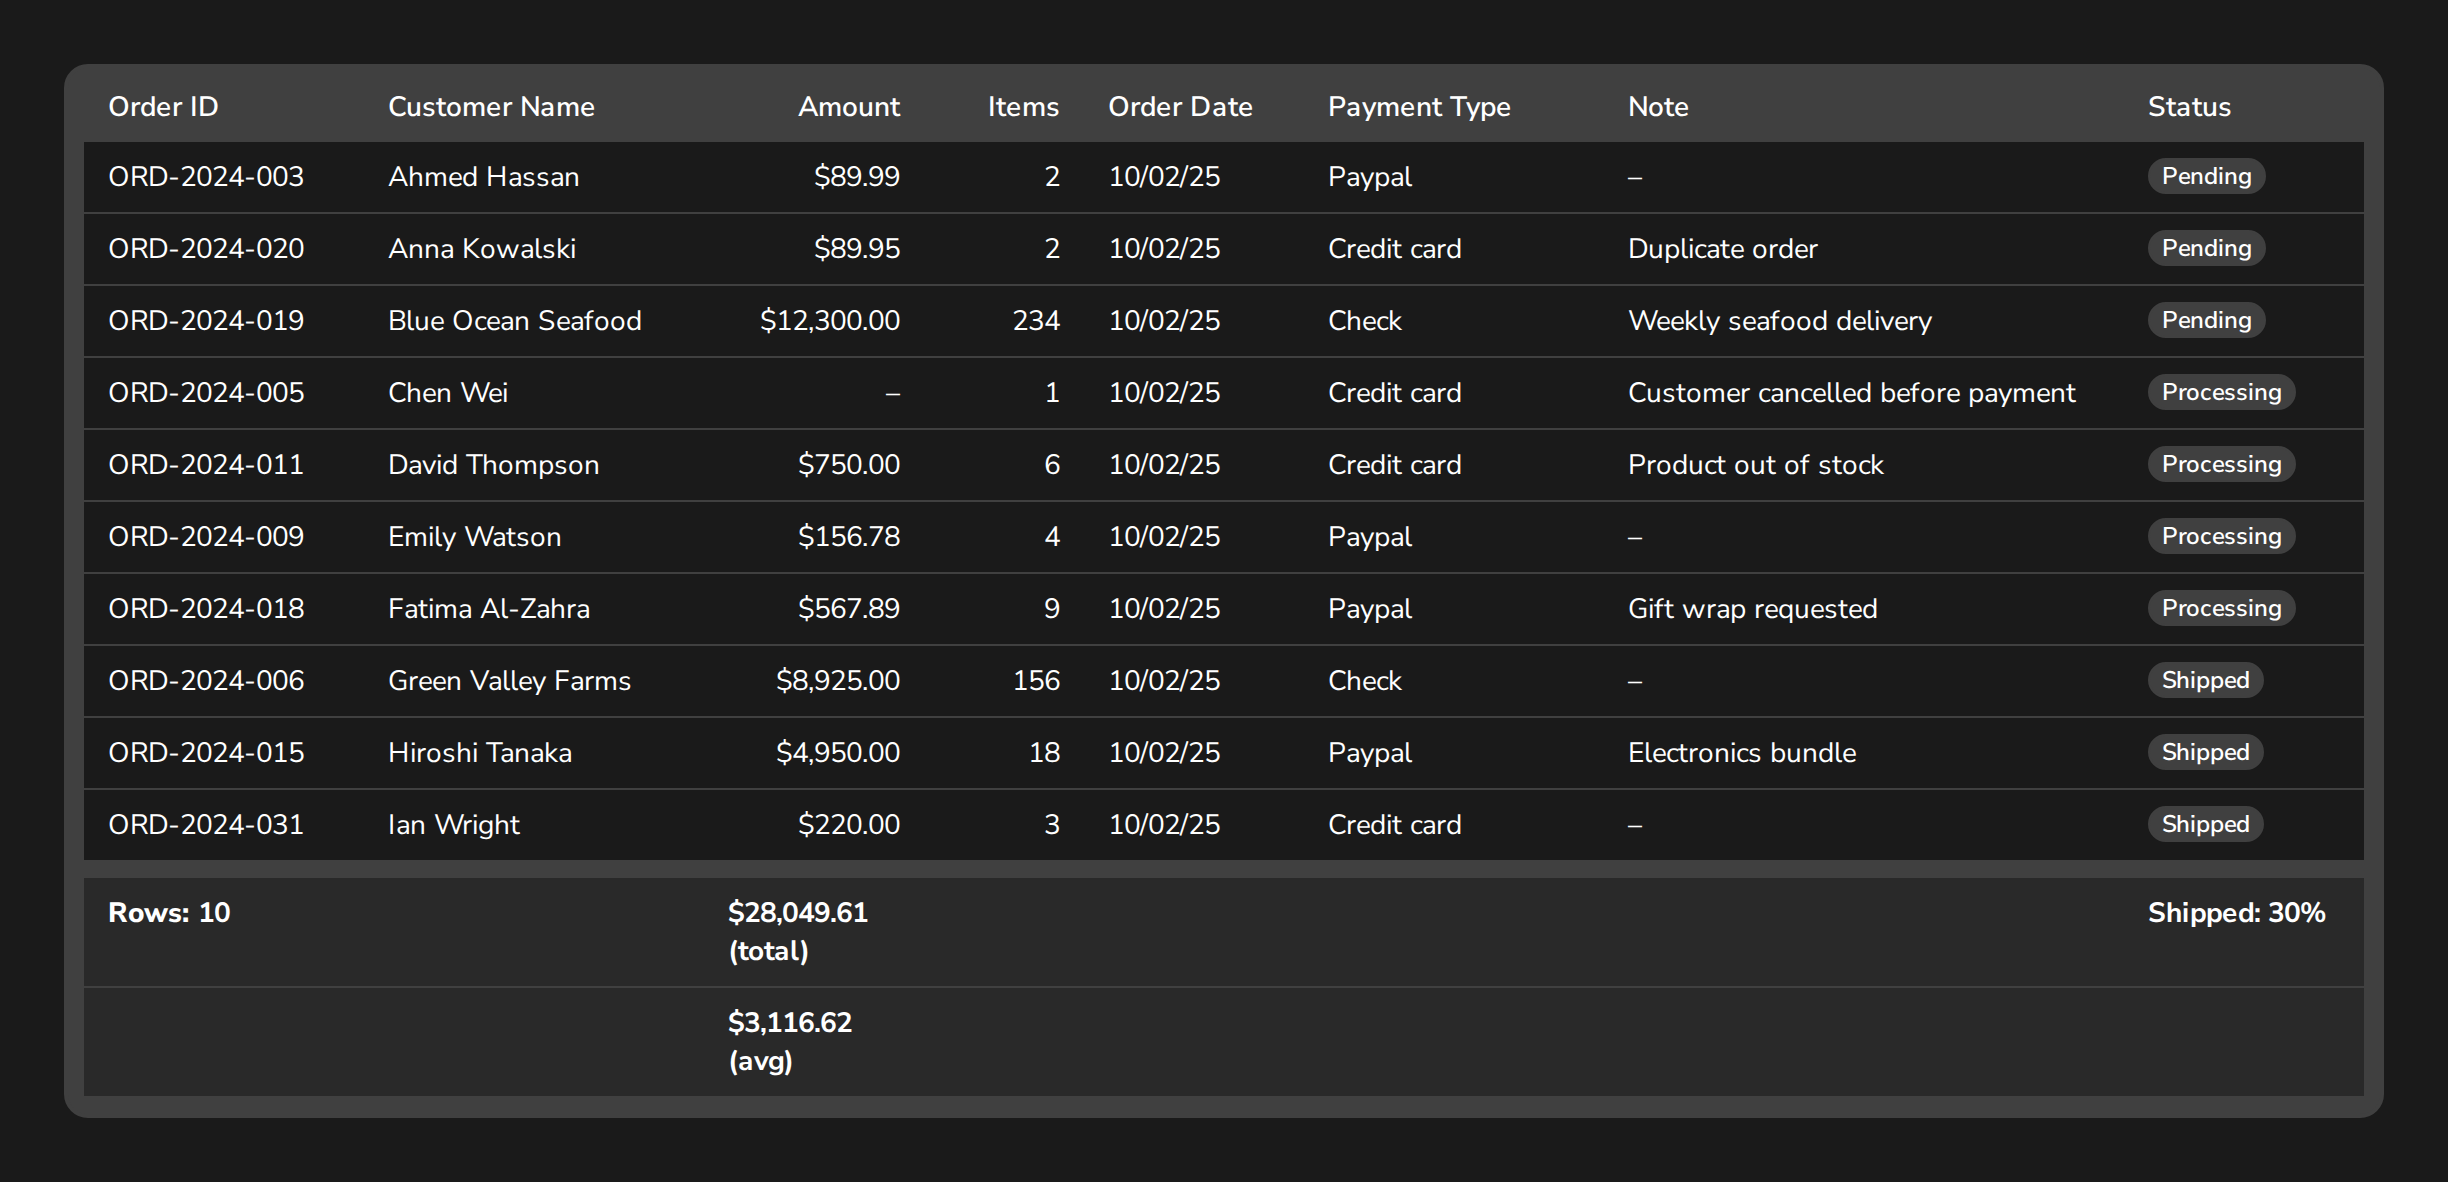 Order ID Customer Name Amount Items Order Date Payment Type Note Status
ORD-2024-003 Ahmed Hassan $89.99 2 10/02/25 Paypal – Pending
ORD-2024-020 Anna Kowalski $89.95 2 10/02/25 Credit card Duplicate order Pending
ORD-2024-019 Blue Ocean Seafood $12,300.00 234 10/02/25 Check Weekly seafood delivery Pending
ORD-2024-005 Chen Wei – 1 10/02/25 Credit card Customer cancelled before payment Processing
ORD-2024-011 David Thompson $750.00 6 10/02/25 Credit card Product out of stock Processing
ORD-2024-009 Emily Watson $156.78 4 10/02/25 Paypal – Processing
ORD-2024-018 Fatima Al-Zahra $567.89 9 10/02/25 Paypal Gift wrap requested Processing
ORD-2024-006 Green Valley Farms $8,925.00 156 10/02/25 Check – Shipped
ORD-2024-015 Hiroshi Tanaka $4,950.00 18 10/02/25 Paypal Electronics bundle Shipped
ORD-2024-031 Ian Wright $220.00 3 10/02/25 Credit card – Shipped
Rows: 10 $28,049.61 Shipped: 30%
(total)
$3,116.62
(avg)